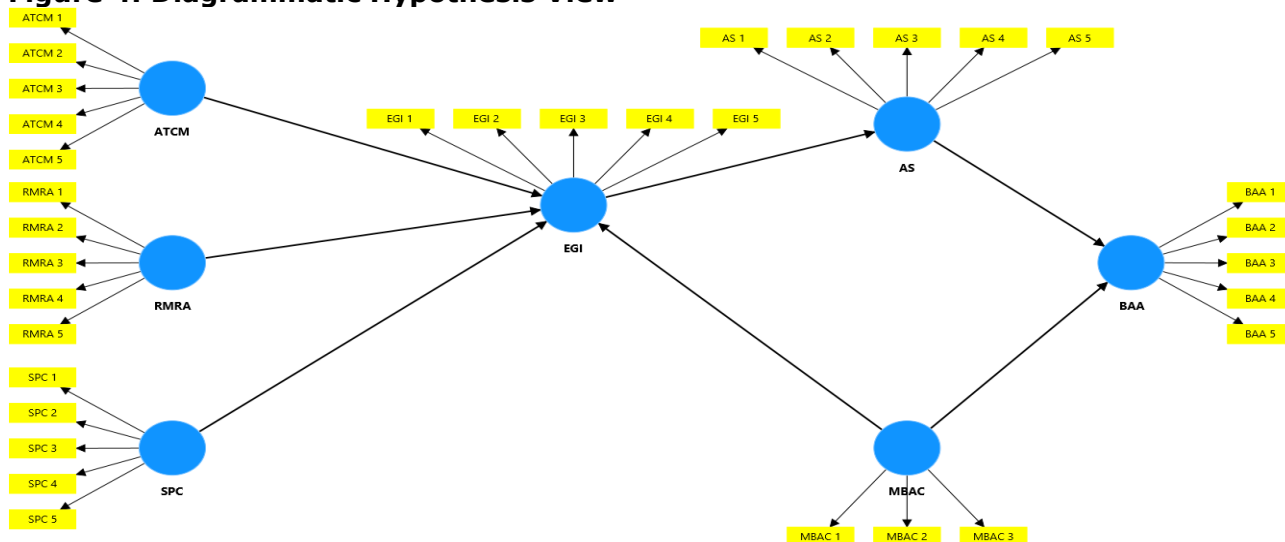 Figure 4: Diagrammatic Hypothesis View
ATCM 1
ATCM 2
ATCM 3
ATCM 4
ATCM 5
ATCM
RMRA 1
RMRA 2
RMRA 3
RMRA 4
RMRA 5
RMRA
SPC 1
SPC 2
SPC 3
SPC 4
SPC 5
SPC
EGI 1
EGI 2
EGI 3
EGI 4
EGI 5
EGI
AS 1
AS 2
AS 3
AS 4
AS 5
AS
MBAC
MBAC 1
MBAC 2
MBAC 3
BAA 1
BAA 2
BAA 3
BAA 4
BAA 5
BAA